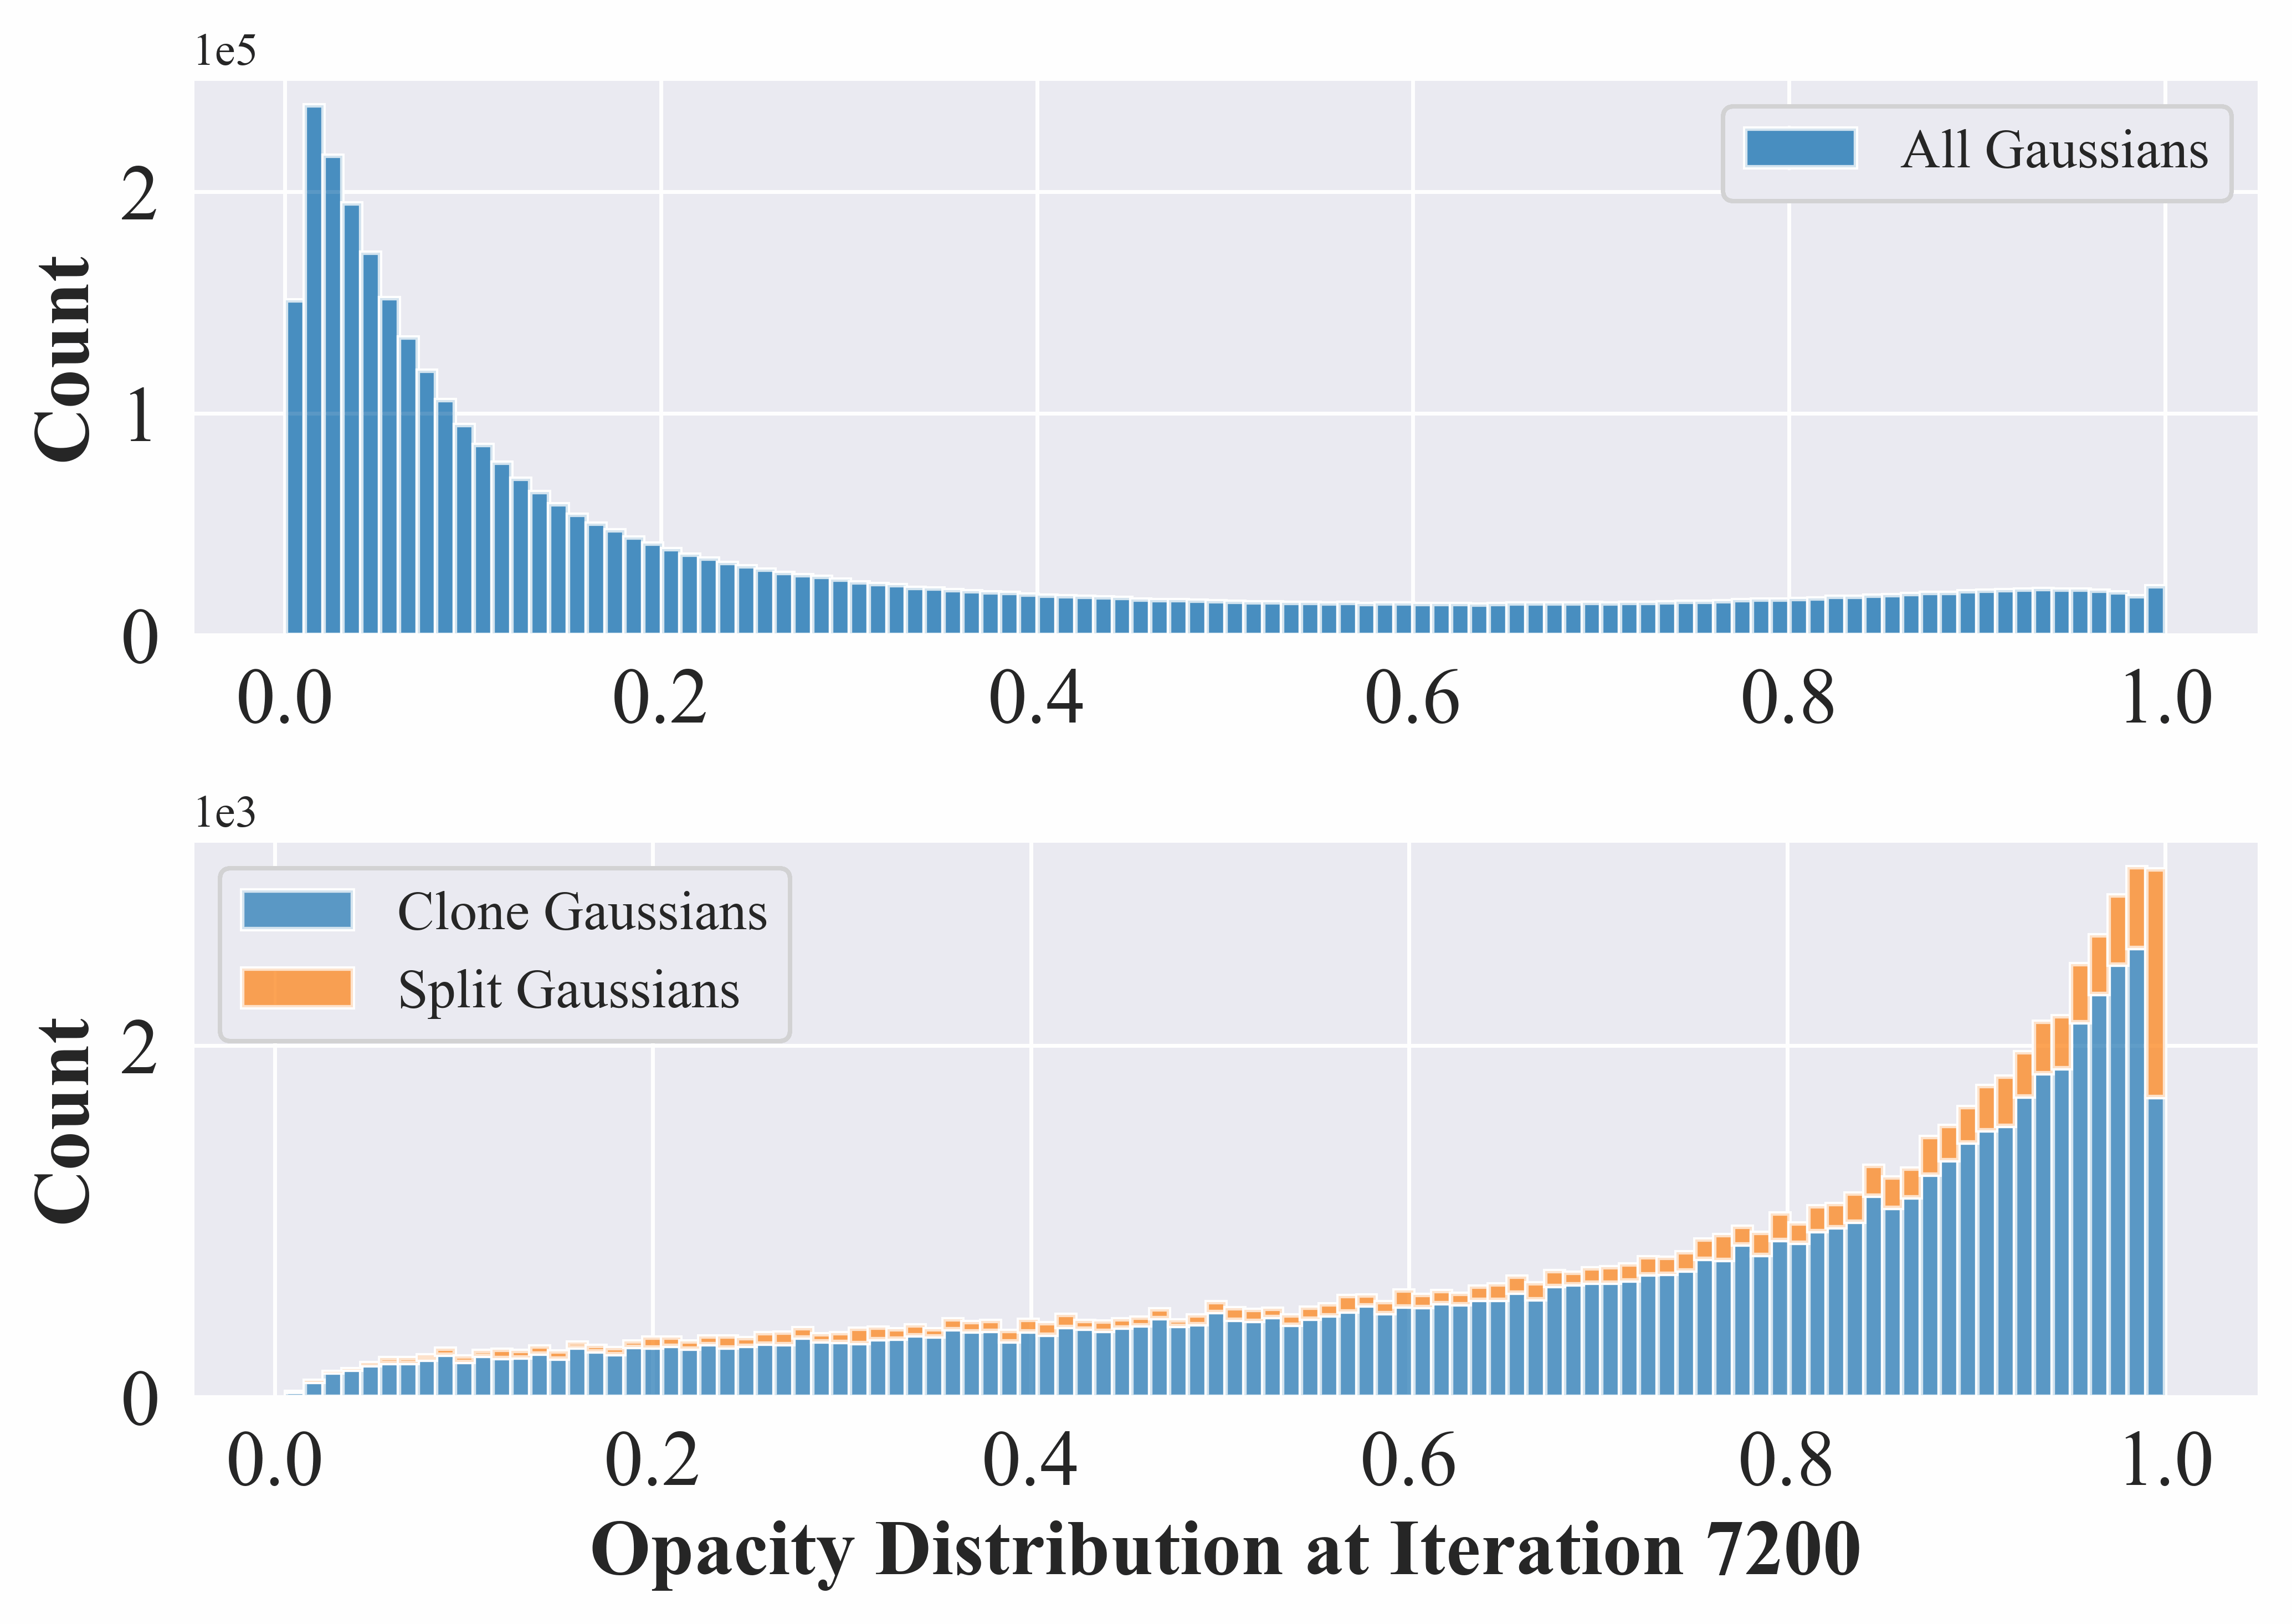 1e5
All Gaussians
Count
2
1
0
0.0 0.2 0.4 0.6 0.8 1.0
1e3
Clone Gaussians
Split Gaussians
Count
2
0
0.0 0.2 0.4 0.6 0.8 1.0
Opacity Distribution at Iteration 7200